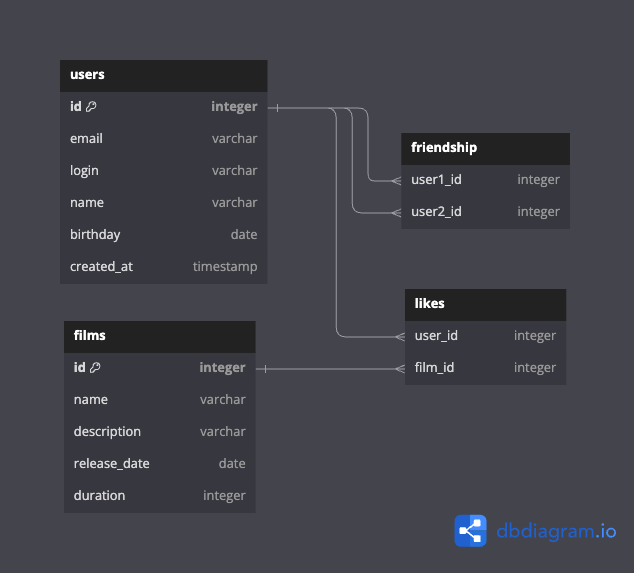 users
id integer
email varchar
login varchar
name varchar
birthday date
created_at timestamp
friendship
user1_id integer
user2_id integer
likes
user_id integer
film_id integer
films
id integer
name varchar
description varchar
release_date date
duration integer
dbdiagram.io